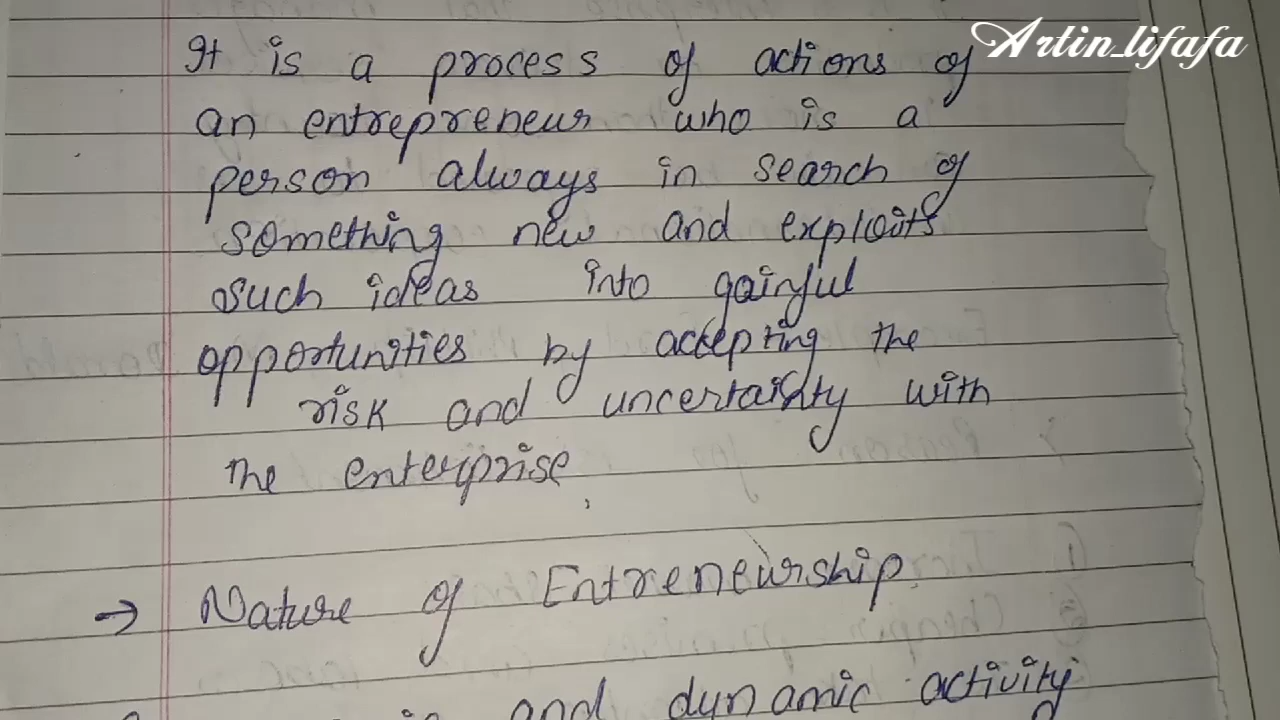 Artin_lifafa
It is a process of actions of
an entrepreneur who is a
person always in search of
something new and exploits
such ideas into gainful
opportunities by accepting the
risk and uncertainty with
the enterprise
→ Nature of Entreneurship
and dynamic activity